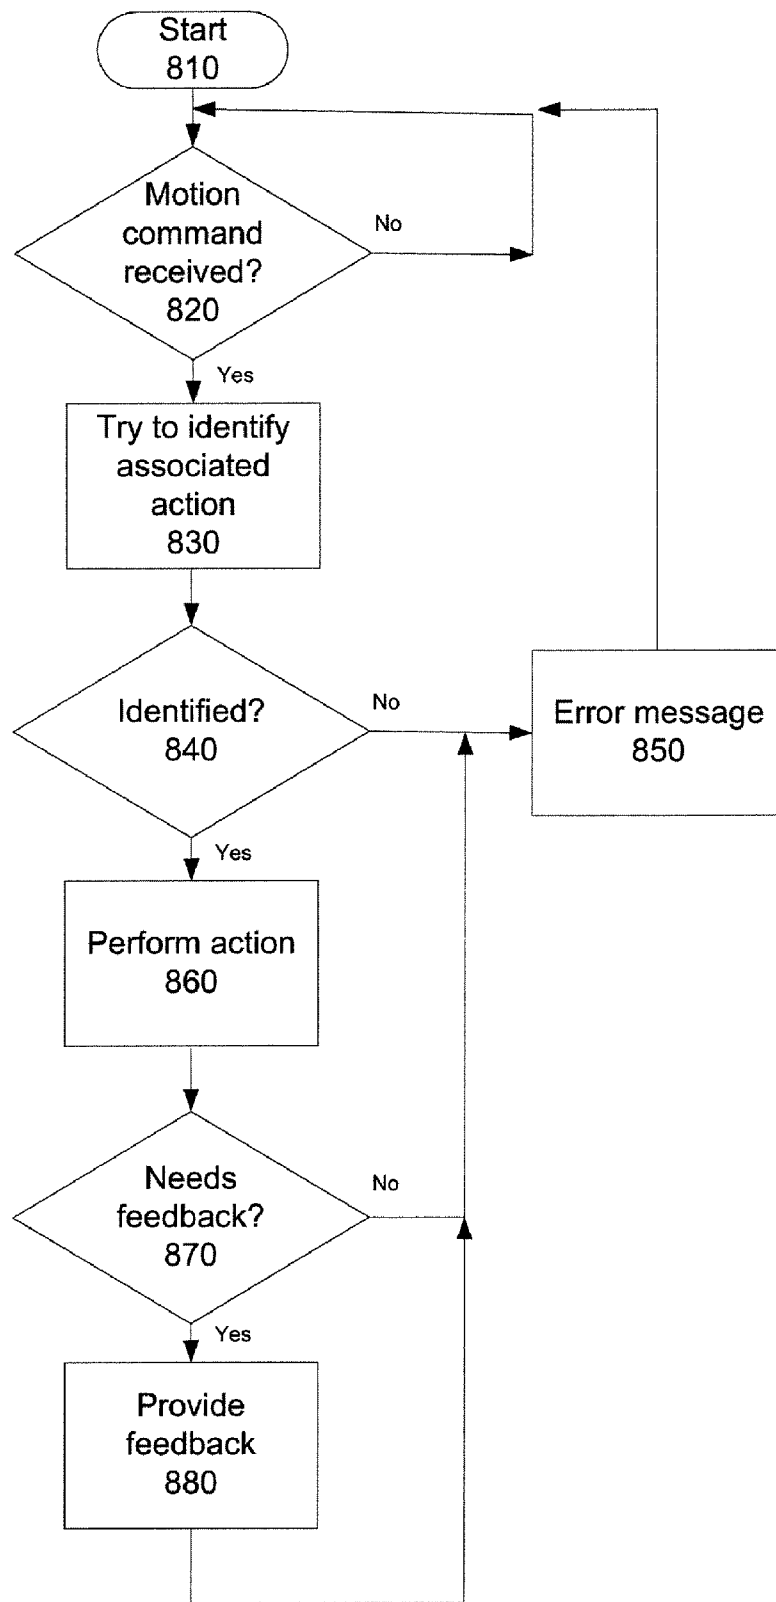 Start
810
Motion
command
received?
820
No
Yes
Try to identify
associated
action
830
Identified?
840
No
Error message
850
Yes
Perform action
860
Needs
feedback?
870
No
Yes
Provide
feedback
880